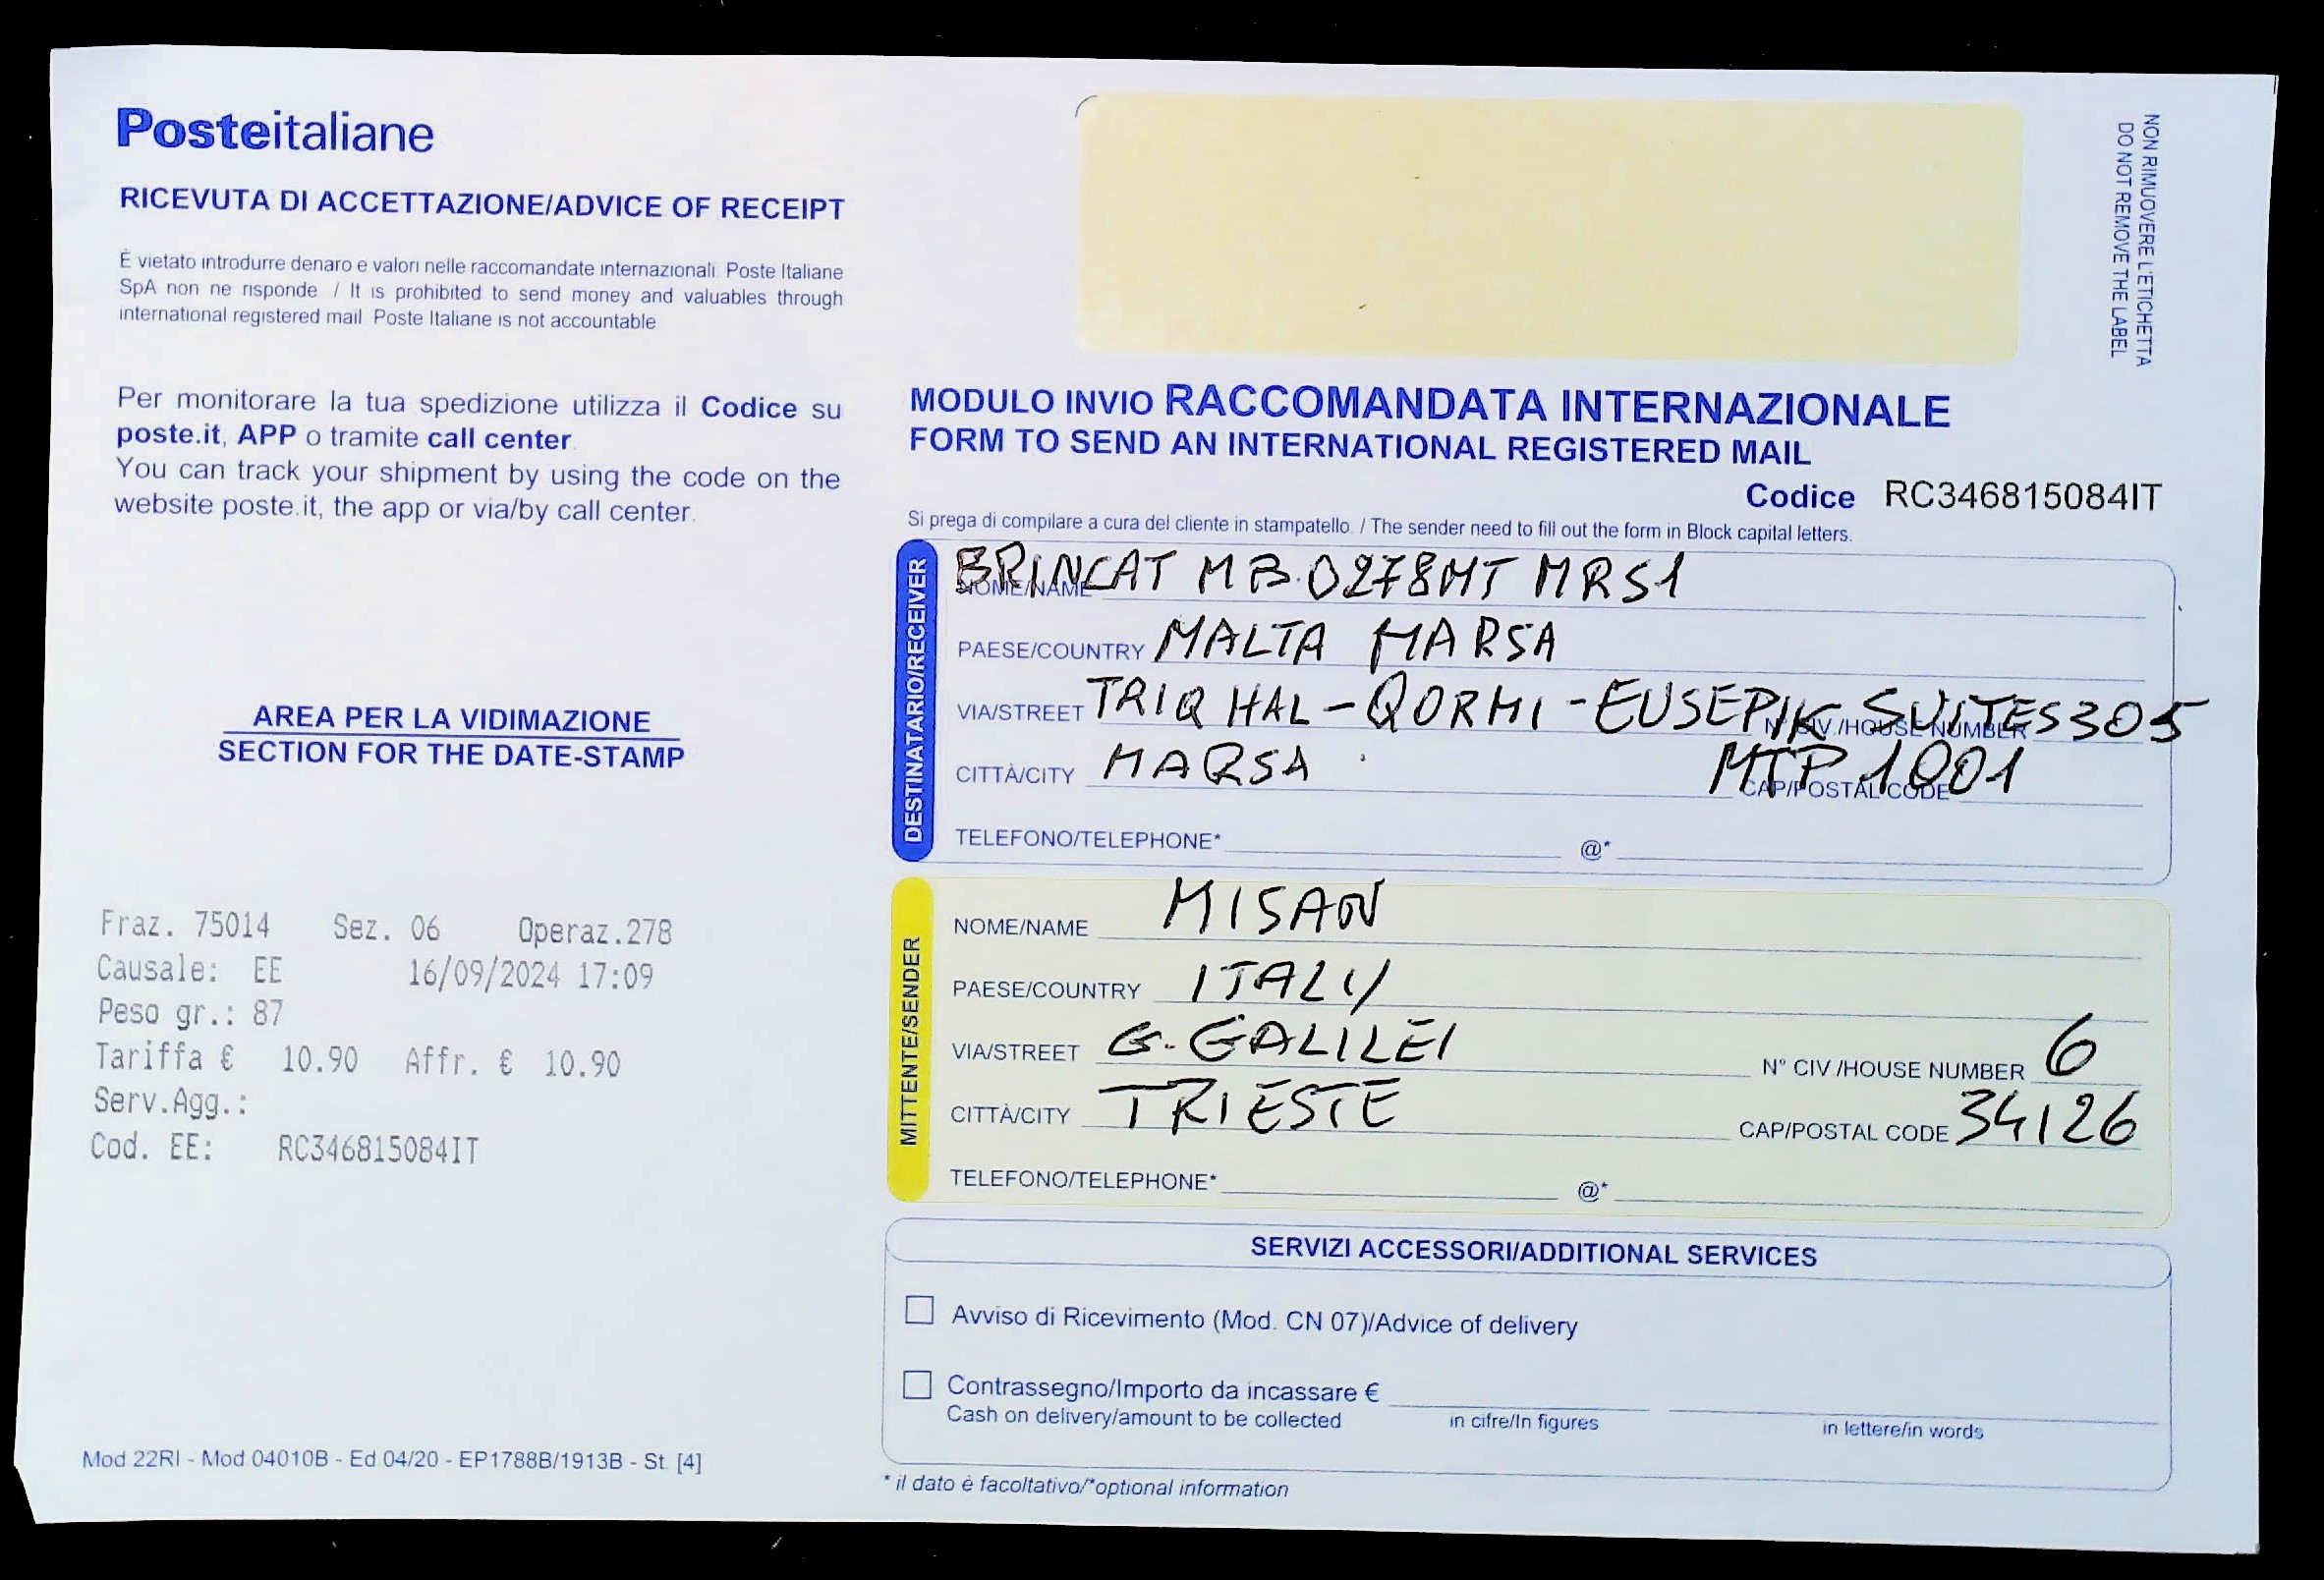 Posteitaliane
RICEVUTA DI ACCETTAZIONE/ADVICE OF RECEIPT
È vietato introdurre denaro e valori nelle raccomandate internazionali. Poste Italiane
SpA non ne risponde / It is prohibited to send money and valuables through
international registered mail Poste Italiane is not accountable
Per monitorare la tua spedizione utilizza il Codice su
poste.it, APP o tramite call center.
You can track your shipment by using the code on the
website poste.it, the app or via/by call center.
AREA PER LA VIDIMAZIONE
SECTION FOR THE DATE-STAMP
Fraz. 75014 Sez. 06 Operaz.278
Causale: EE 16/09/2024 17:09
Peso gr.: 87
Tariffa € 10.90 Affr. € 10.90
Serv.Agg.:
Cod. EE: RC346815084IT
Mod 22RI - Mod 04010B - Ed 04/20 - EP1788B/1913B - St. [4]
NON RIMUOVERE L'ETICHETTA
DO NOT REMOVE THE LABEL
MODULO INVIO RACCOMANDATA INTERNAZIONALE
FORM TO SEND AN INTERNATIONAL REGISTERED MAIL
Codice RC346815084IT
Si prega di compilare a cura del cliente in stampatello. / The sender need to fill out the form in Block capital letters.
DESTINATARIO/RECEIVER
NOME/NAME BRINCAT MB.0278MT MRS1
PAESE/COUNTRY MALTA MARSA
VIA/STREET TRIQ HAL-QORMI-EUSEPIK SUITES305 N° CIV./HOUSE NUMBER
CITTÀ/CITY MARSA CAP/POSTAL CODE MTP 1001
TELEFONO/TELEPHONE* @*
MITTENTE/SENDER
NOME/NAME MISAN
PAESE/COUNTRY ITALY
VIA/STREET G. GALILEI N° CIV./HOUSE NUMBER 6
CITTÀ/CITY TRIESTE CAP/POSTAL CODE 34126
TELEFONO/TELEPHONE* @*
SERVIZI ACCESSORI/ADDITIONAL SERVICES
Avviso di Ricevimento (Mod. CN 07)/Advice of delivery
Contrassegno/Importo da incassare €
Cash on delivery/amount to be collected in cifre/In figures in lettere/in words
* il dato è facoltativo/*optional information